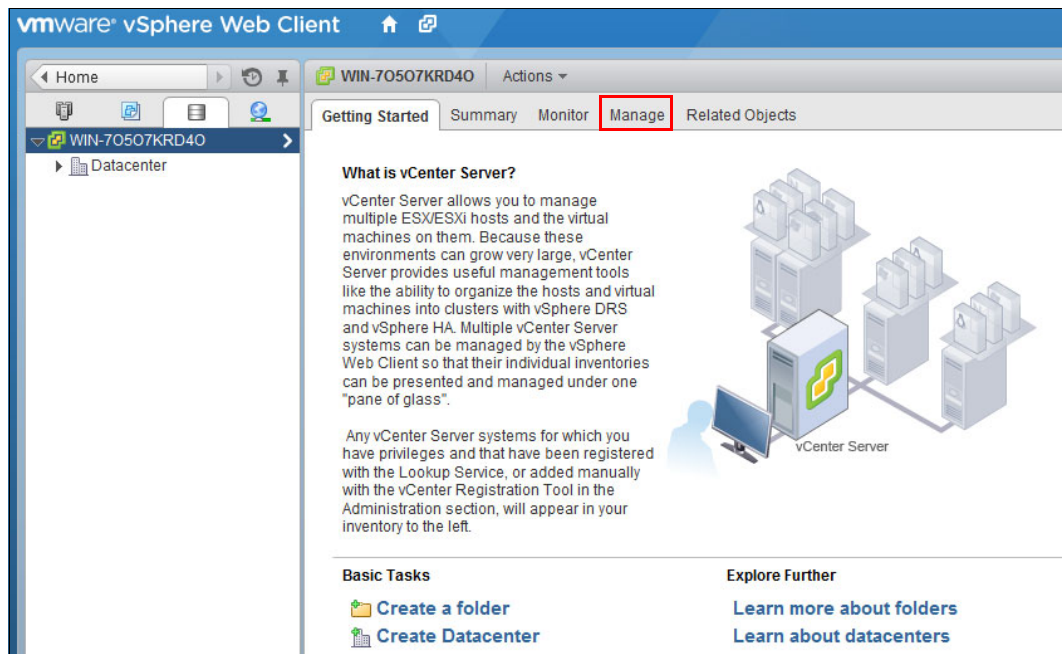 vmware® vSphere Web Client
Home
WIN-7O5O7KRD4O
Datacenter
WIN-7O5O7KRD4O Actions
Getting Started Summary Monitor Manage Related Objects
What is vCenter Server?
vCenter Server allows you to manage
multiple ESX/ESXi hosts and the virtual
machines on them. Because these
environments can grow very large, vCenter
Server provides useful management tools
like the ability to organize the hosts and virtual
machines into clusters with vSphere DRS
and vSphere HA. Multiple vCenter Server
systems can be managed by the vSphere
Web Client so that their individual inventories
can be presented and managed under one
"pane of glass".
Any vCenter Server systems for which you
have privileges and that have been registered
with the Lookup Service, or added manually
with the vCenter Registration Tool in the
Administration section, will appear in your
inventory to the left.
vCenter Server
Basic Tasks
Create a folder
Create Datacenter
Explore Further
Learn more about folders
Learn about datacenters